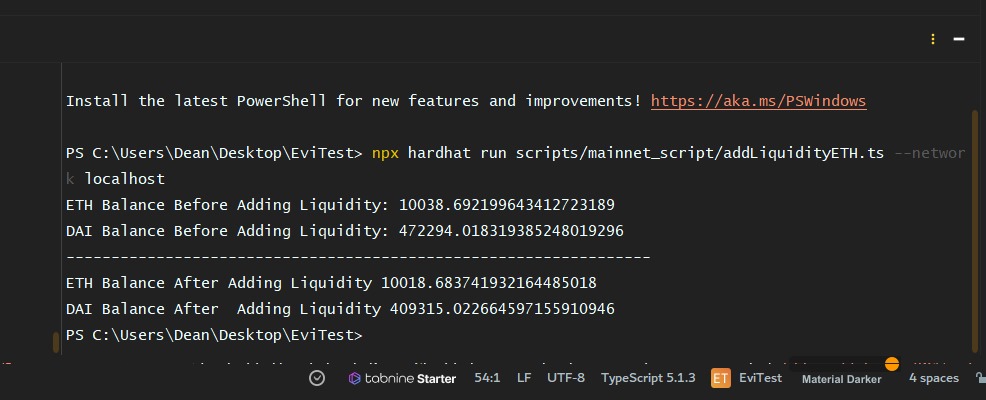 Install the latest PowerShell for new features and improvements! https://aka.ms/PSWindows
PS C:\Users\Dean\Desktop\EviTest> npx hardhat run scripts/mainnet_script/addLiquidityETH.ts --networ
k localhost
ETH Balance Before Adding Liquidity: 10038.692199643412723189
DAI Balance Before Adding Liquidity: 472294.018319385248019296
-----------------------------------------------------------------
ETH Balance After Adding Liquidity 10018.683741932164485018
DAI Balance After  Adding Liquidity 409315.022664597155910946
PS C:\Users\Dean\Desktop\EviTest>
tabnine Starter 54:1 LF UTF-8 TypeScript 5.1.3 ET EviTest Material Darker 4 spaces